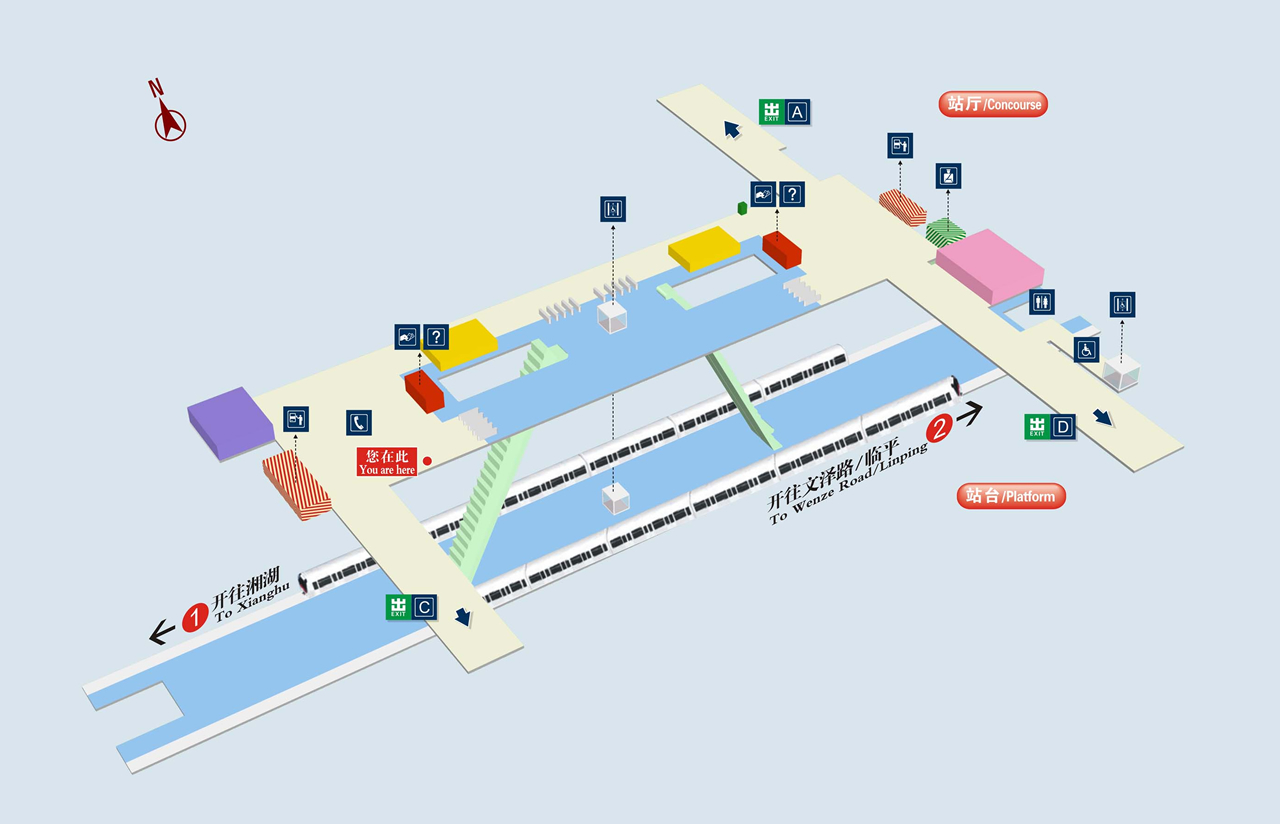 N
出 EXIT A
站厅/Concourse
?
?
您在此
You are here
出 EXIT D
开往文泽路/临平
To Wenze Road/Linping
2
站台/Platform
开往湘湖
To Xianghu
1
出 EXIT C